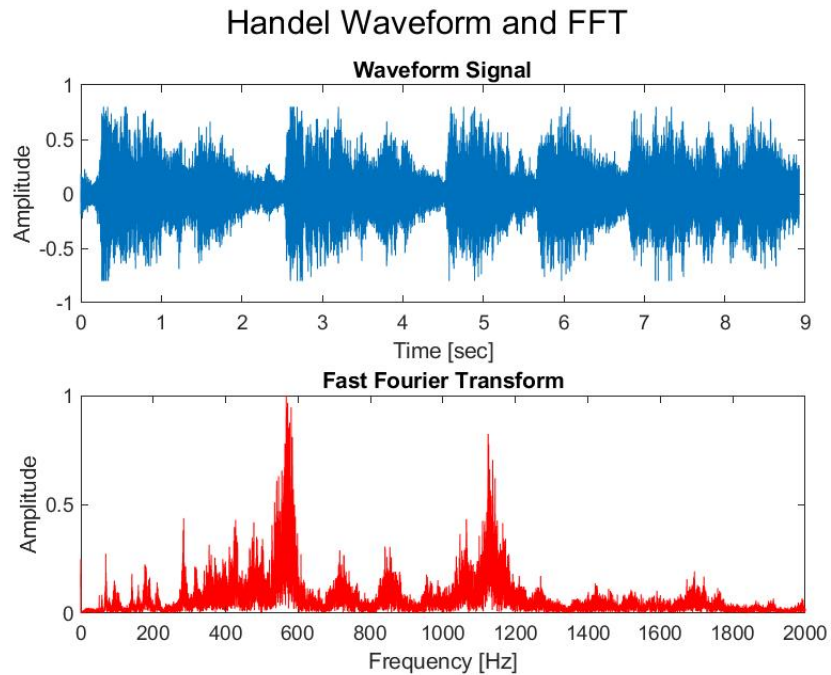 Handel Waveform and FFT
Waveform Signal
1
0.5
0
-0.5
-1
Amplitude
0 1 2 3 4 5 6 7 8 9
Time [sec]
Fast Fourier Transform
1
0.5
0
Amplitude
0 200 400 600 800 1000 1200 1400 1600 1800 2000
Frequency [Hz]